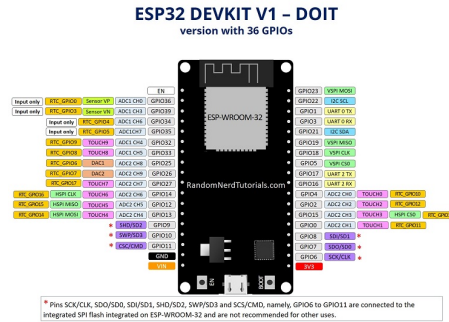 ESP32 DEVKIT V1 – DOIT
version with 36 GPIOs
EN
Input only RTC_GPIO0 Sensor VP ADC1 CH0 GPIO36
Input only RTC_GPIO3 Sensor VN ADC1 CH3 GPIO39
Input only RTC_GPIO4 ADC1 CH6 GPIO34
Input only RTC_GPIO5 ADC1CH7 GPIO35
RTC_GPIO9 TOUCH9 ADC1 CH4 GPIO32
RTC_GPIO8 TOUCH8 ADC1 CH5 GPIO33
RTC_GPIO6 DAC1 ADC2 CH8 GPIO25
RTC_GPIO7 DAC2 ADC2 CH9 GPIO26
RTC_GPIO17 TOUCH7 ADC2 CH7 GPIO27
RTC_GPIO16 HSPI CLK TOUCH6 ADC2 CH6 GPIO14
RTC_GPIO15 HSPI MISO TOUCH5 ADC2 CH5 GPIO12
RTC_GPIO14 HSPI MOSI TOUCH4 ADC2 CH4 GPIO13
* SHD/SD2 GPIO9
* SWP/SD3 GPIO10
* CSC/CMD GPIO11
GND
VIN
ESP-WROOM-32
RandomNerdTutorials.com
EN
BOOT
GPIO23 VSPI MOSI
GPIO22 I2C SCL
GPIO1 UART 0 TX
GPIO3 UART 0 RX
GPIO21 I2C SDA
GPIO19 VSPI MISO
GPIO18 VSPI CLK
GPIO5 VSPI CS0
GPIO17 UART 2 TX
GPIO16 UART 2 RX
GPIO4 ADC2 CH0 TOUCH0 RTC_GPIO10
GPIO2 ADC2 CH2 TOUCH2 RTC_GPIO12
GPIO15 ADC2 CH3 TOUCH3 HSPI CS0 RTC_GPIO
GPIO0 ADC2 CH1 TOUCH1 RTC_GPIO11
GPIO8 SDI/SD1 *
GPIO7 SDO/SD0 *
GPIO6 SCK/CLK *
3V3
* Pins SCK/CLK, SDO/SD0, SDI/SD1, SHD/SD2, SWP/SD3 and SCS/CMD, namely, GPIO6 to GPIO11 are connected to the
integrated SPI flash integrated on ESP-WROOM-32 and are not recommended for other uses.